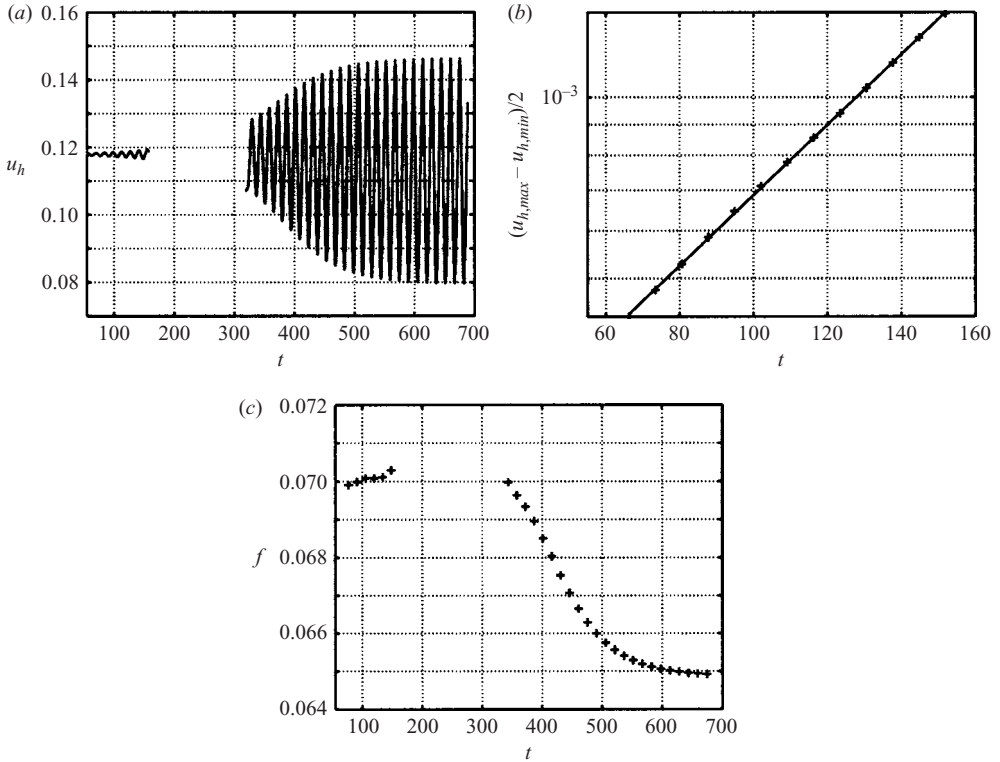 (a)
0.16
0.14
u_h 0.12
0.10
0.08
100 200 300 400 500 600 700
t
(b)
10^{–3}
(u_{h,max} – u_{h,min})/2
60 80 100 120 140 160
t
(c)
0.072
0.070
f 0.068
0.066
0.064
100 200 300 400 500 600 700
t